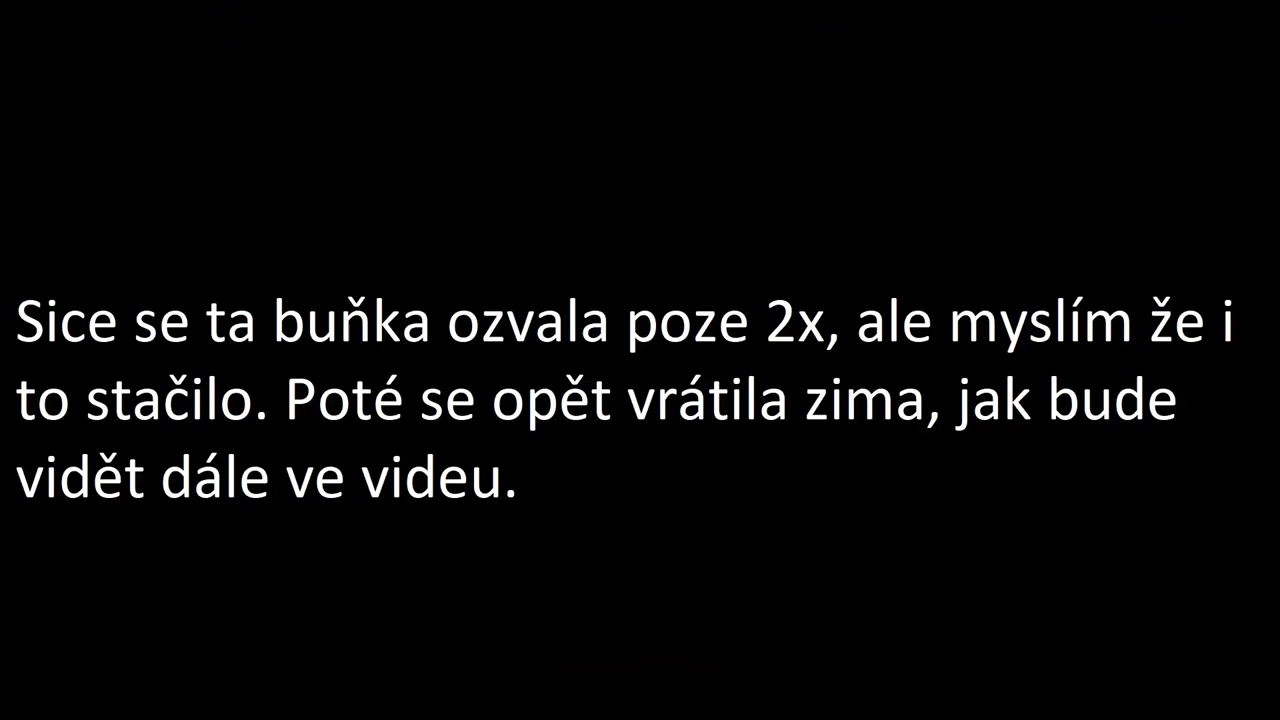 Sice se ta buňka ozvala poze 2x, ale myslím že i
to stačilo. Poté se opět vrátila zima, jak bude
vidět dále ve videu.